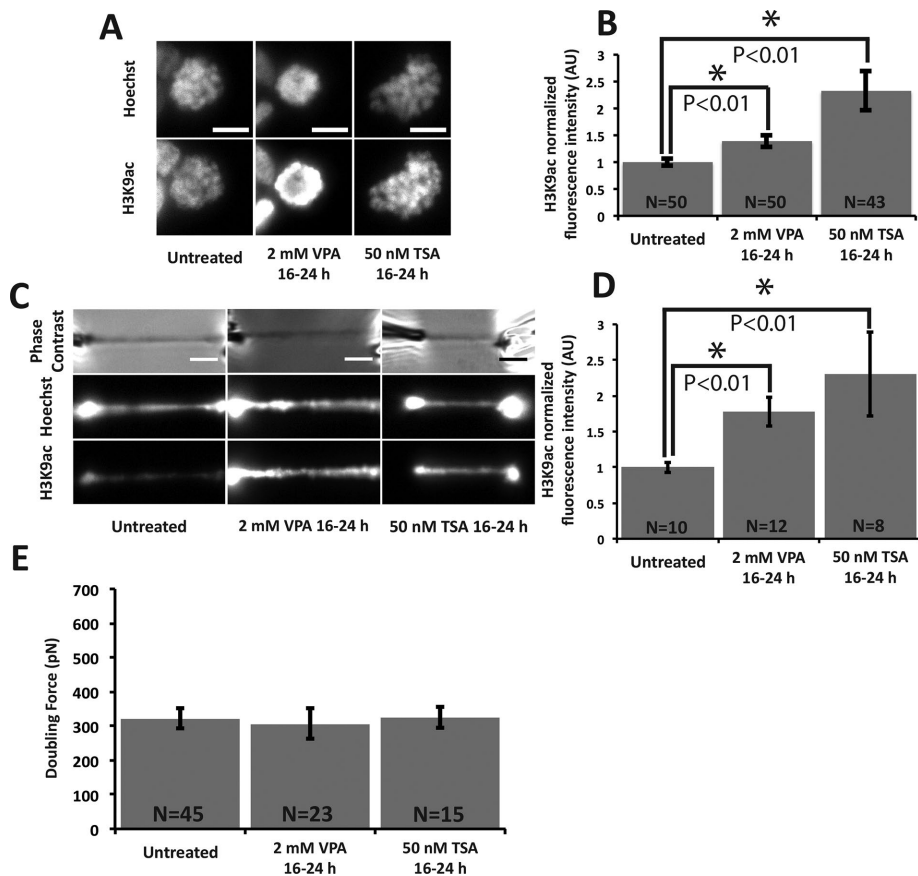 A
Hoechst
H3K9ac
Untreated
2 mM VPA
16-24 h
50 nM TSA
16-24 h
B
H3K9ac normalized
fluorescence intensity (AU)
3
2.5
2
1.5
1
0.5
0
*
P<0.01
*
P<0.01
N=50
N=50
N=43
Untreated
2 mM VPA
16-24 h
50 nM TSA
16-24 h
C
Phase
Contrast
Hoechst
H3K9ac
Untreated
2 mM VPA 16-24 h
50 nM TSA 16-24 h
D
H3K9ac normalized
fluorescence intensity (AU)
3
2.5
2
1.5
1
0.5
0
*
P<0.01
*
P<0.01
N=10
N=12
N=8
Untreated
2 mM VPA
16-24 h
50 nM TSA
16-24 h
E
Doubling Force (pN)
700
600
500
400
300
200
100
0
N=45
N=23
N=15
Untreated
2 mM VPA
16-24 h
50 nM TSA
16-24 h